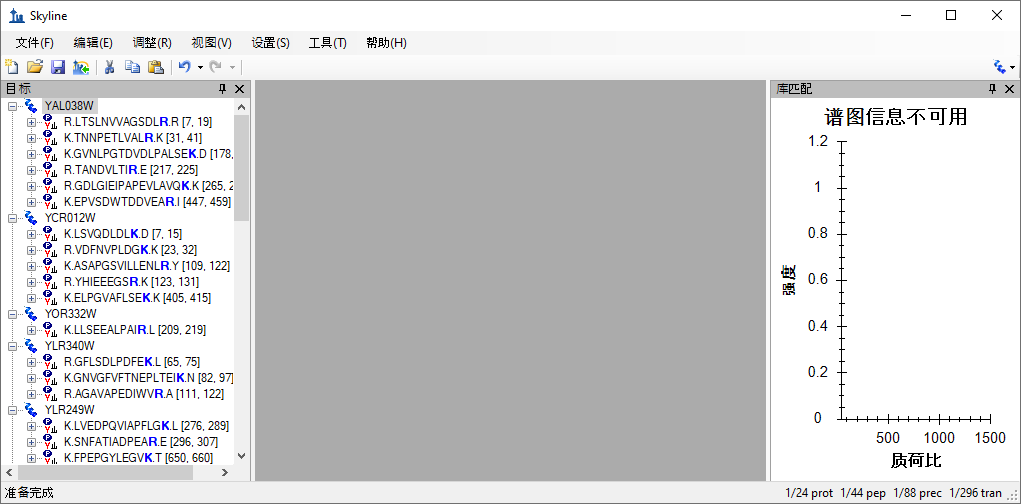 Skyline
文件(F) 编辑(E) 调整(R) 视图(V) 设置(S) 工具(T) 帮助(H)
目标
YAL038W
R.LTSLNVVAGSDLR.R [7, 19]
K.TNNPETLVALR.K [31, 41]
K.GVNLPGTDVDLPALSEK.D [178,
R.TANDVLTIR.E [217, 225]
R.GDLGIEIPAPEVLAVQK.K [265, 2
K.EPVSDWTDDVEAR.I [447, 459]
YCR012W
K.LSVQDLDLK.D [7, 15]
R.VDFNVPLDGK.K [23, 32]
K.ASAPGSVILLENLR.Y [109, 122]
R.YHIEEEGSR.K [123, 131]
K.ELPGVAFLSEK.K [405, 415]
YOR332W
K.LLSEEALPAIR.L [209, 219]
YLR340W
R.GFLSDLPDFEK.L [65, 75]
K.GNVGFVFTNEPLTEIK.N [82, 97]
R.AGAVAPEDIWVR.A [111, 122]
YLR249W
K.LVEDPQVIAPFLGK.L [276, 289]
K.SNFATIADPEAR.E [296, 307]
K.FPEPGYLEGVK.T [650, 660]
库匹配
谱图信息不可用
1.2
1
0.8
0.6
0.4
0.2
0
强度
500 1000 1500
质荷比
准备完成
1/24 prot 1/44 pep 1/88 prec 1/296 tran